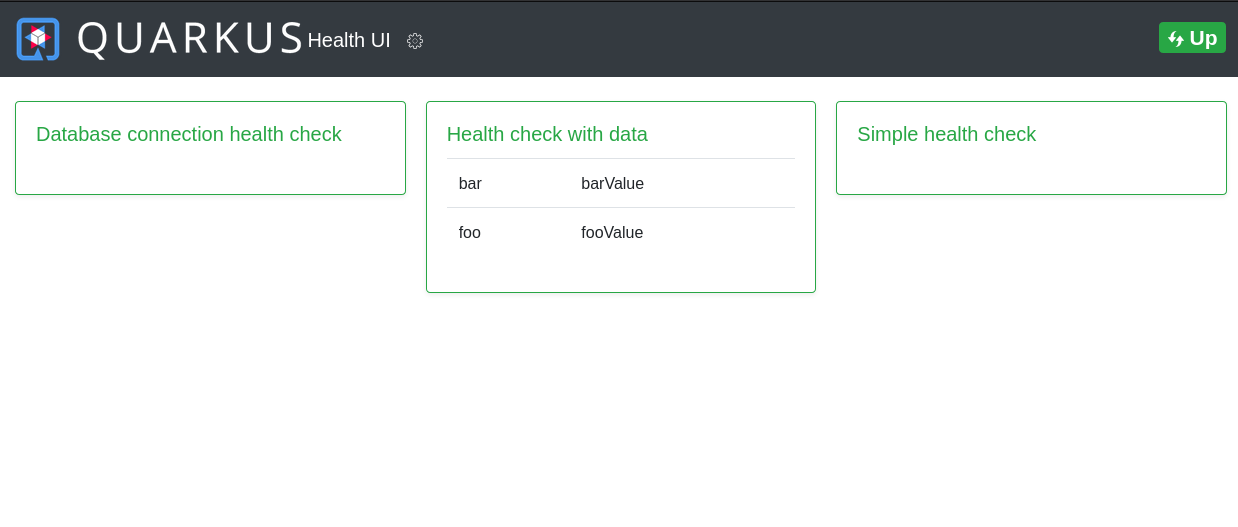 QUARKUS Health UI
Up
Database connection health check
Health check with data
bar barValue
foo fooValue
Simple health check